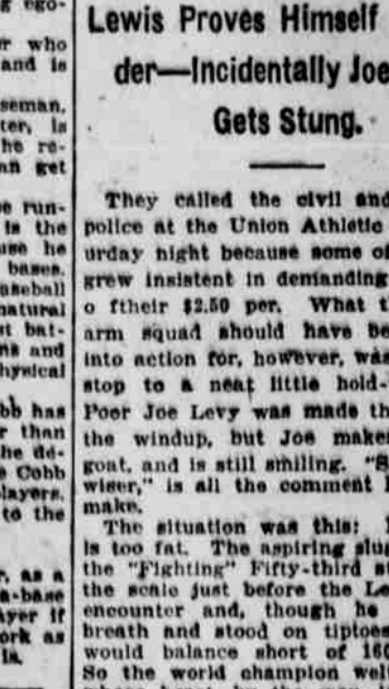 g ego-
r who
and is
seman,
ter, is
he re-
an get
e run-
is the
use he
bases.
aseball
natural
t bat-
ns and
hysical
bb has
r than
he de-
e Cobb
layers,
to the
r, as a
a-base
ayer if
ork as
is.
Lewis Proves Himself
der—Incidentally Joe
Gets Stung.
They called the civil and
police at the Union Athletic
urday night because some of
grew insistent in demanding
o ftheir $2.50 per. What t
arm squad should have be
into action for, however, was
stop to a neat little hold-
Poor Joe Levy was made th
the windup, but Joe makes
goat, and is still smiling. "S
wiser," is all the comment
make.
The situation was this:
is too fat. The aspiring slug
the "Fighting" Fifty-third st
the scale just before the Le
encounter and, though he
breath and stood on tiptoes
would balance short of 160
So the world champion welt